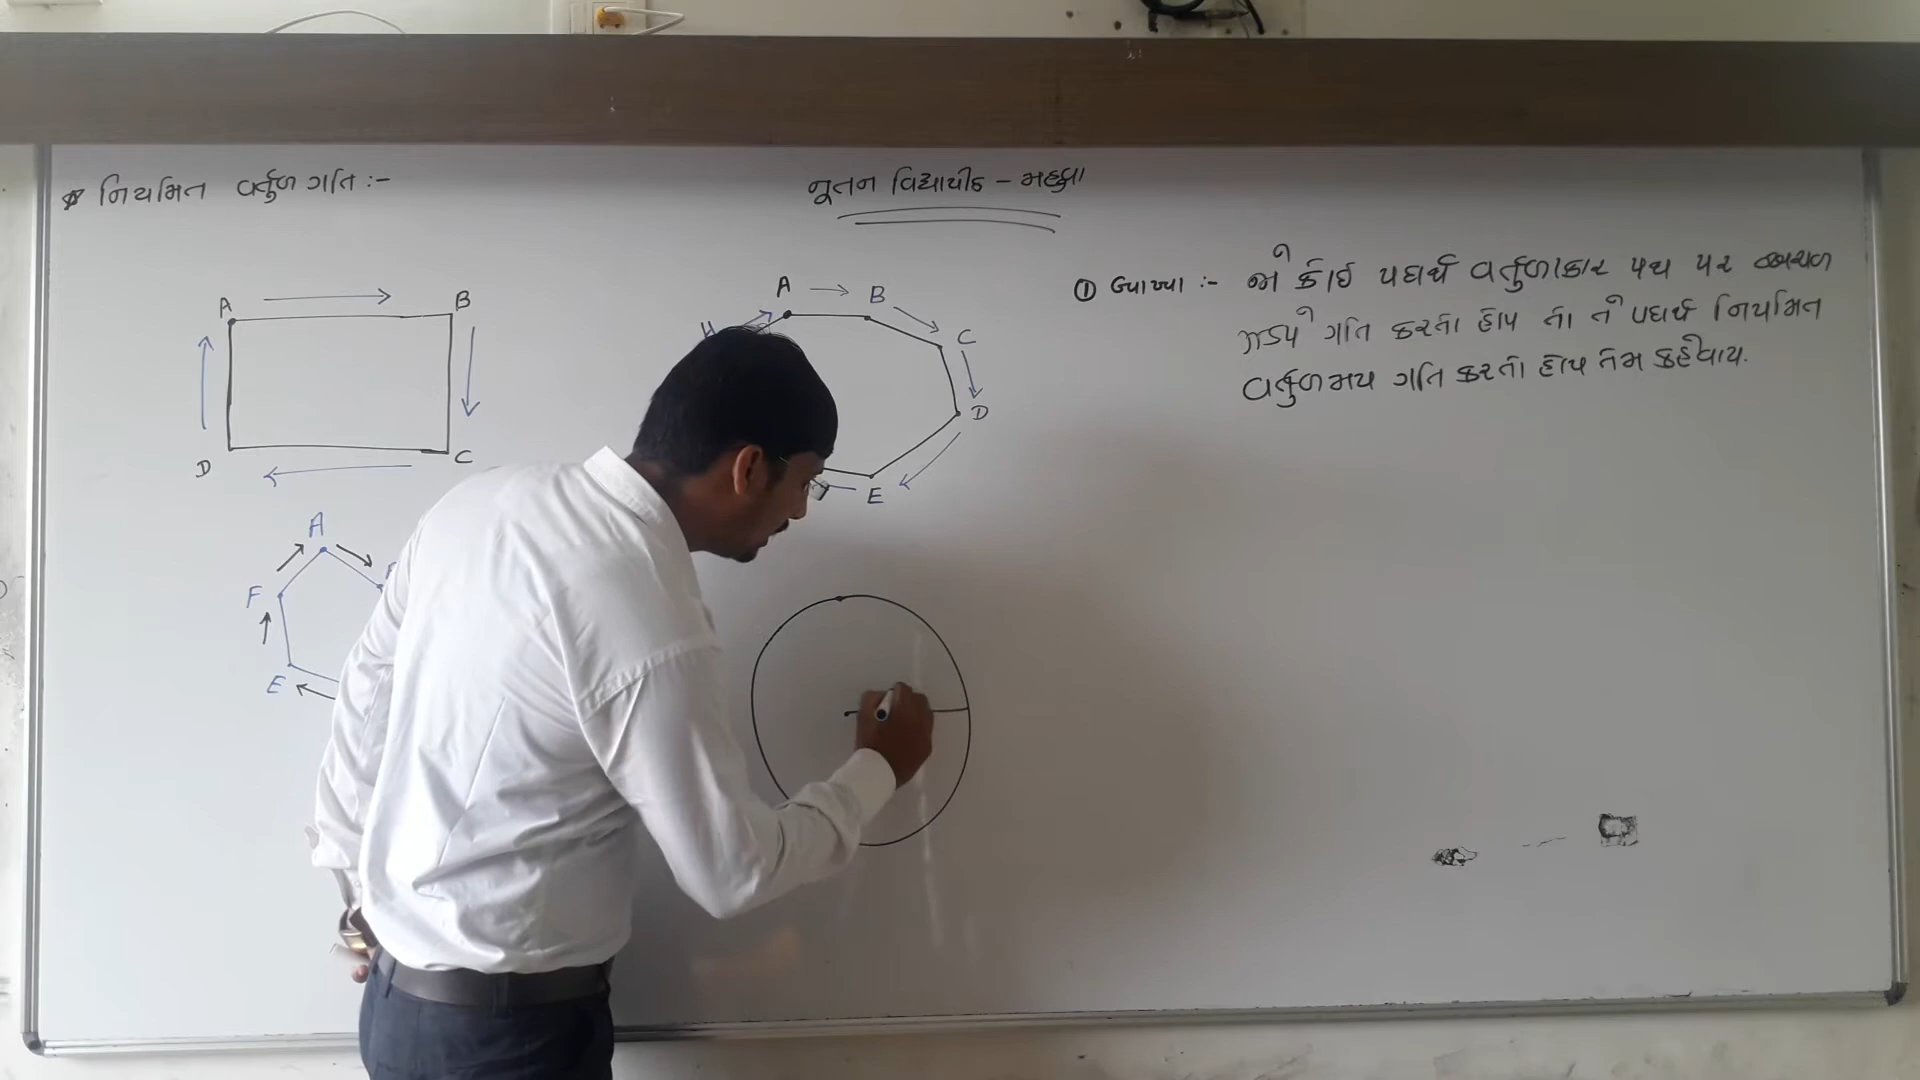 નિયમિત વર્તુળ ગતિ :-
નૂતન વિદ્યાપીઠ - મહુવા
A B
D C
A B
C
D
E
A
F
E
① વ્યાખ્યા :- જો કોઈ પદાર્થ વર્તુળાકાર પથ પર અચળ
ઝડપે ગતિ કરતો હોય તો તે પદાર્થ નિયમિત
વર્તુળમય ગતિ કરતો હોય તેમ કહેવાય.